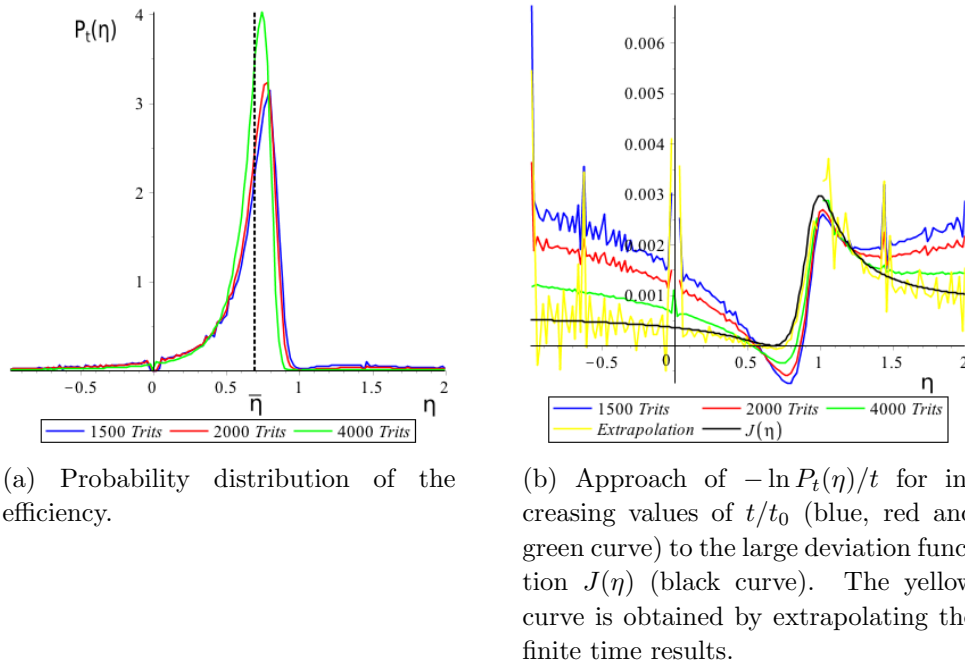 P_t(η)
4
3
2
1
−0.5
0
0.5
1
1.5
2
η̄
η
1500 Trits
2000 Trits
4000 Trits
0.006
0.005
0.004
0.003
0.002
0.001
−0.5
0
0.5
1
1.5
2
η
1500 Trits
2000 Trits
4000 Trits
Extrapolation
J(η)
(a) Probability distribution of the
efficiency.
(b) Approach of − ln P_t(η)/t for in
creasing values of t/t_0 (blue, red and
green curve) to the large deviation func
tion J(η) (black curve). The yellow
curve is obtained by extrapolating the
finite time results.